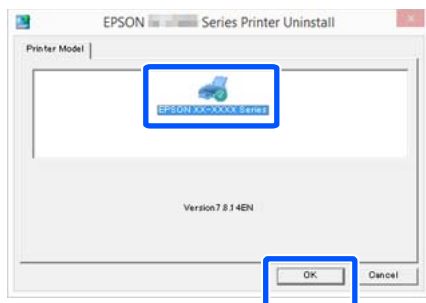 EPSON Series Printer Uninstall
Printer Model
EPSON XX-XXXX Series
Version7.8.14EN
OK Cancel